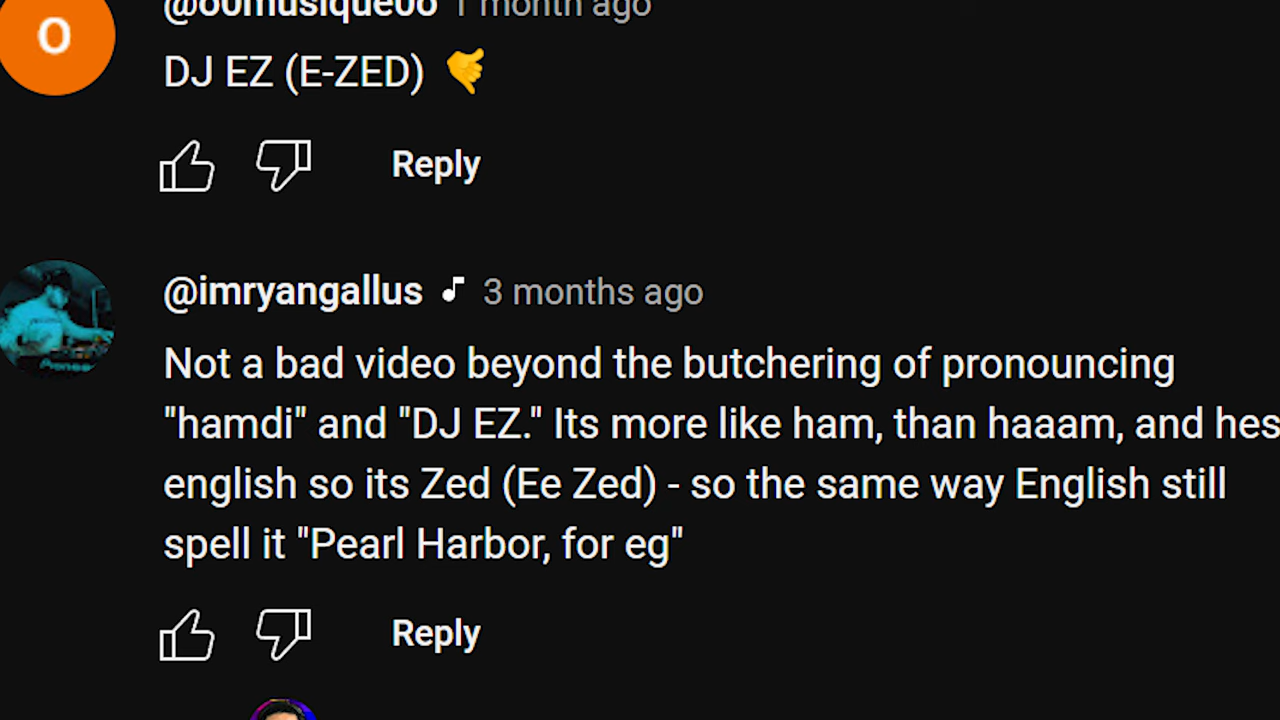 O
@o0musique0o 1 month ago
DJ EZ (E-ZED) 🤙
Reply
@imryangallus 3 months ago
Not a bad video beyond the butchering of pronouncing
"hamdi" and "DJ EZ." Its more like ham, than haaam, and hes
english so its Zed (Ee Zed) - so the same way English still
spell it "Pearl Harbor, for eg"
Reply